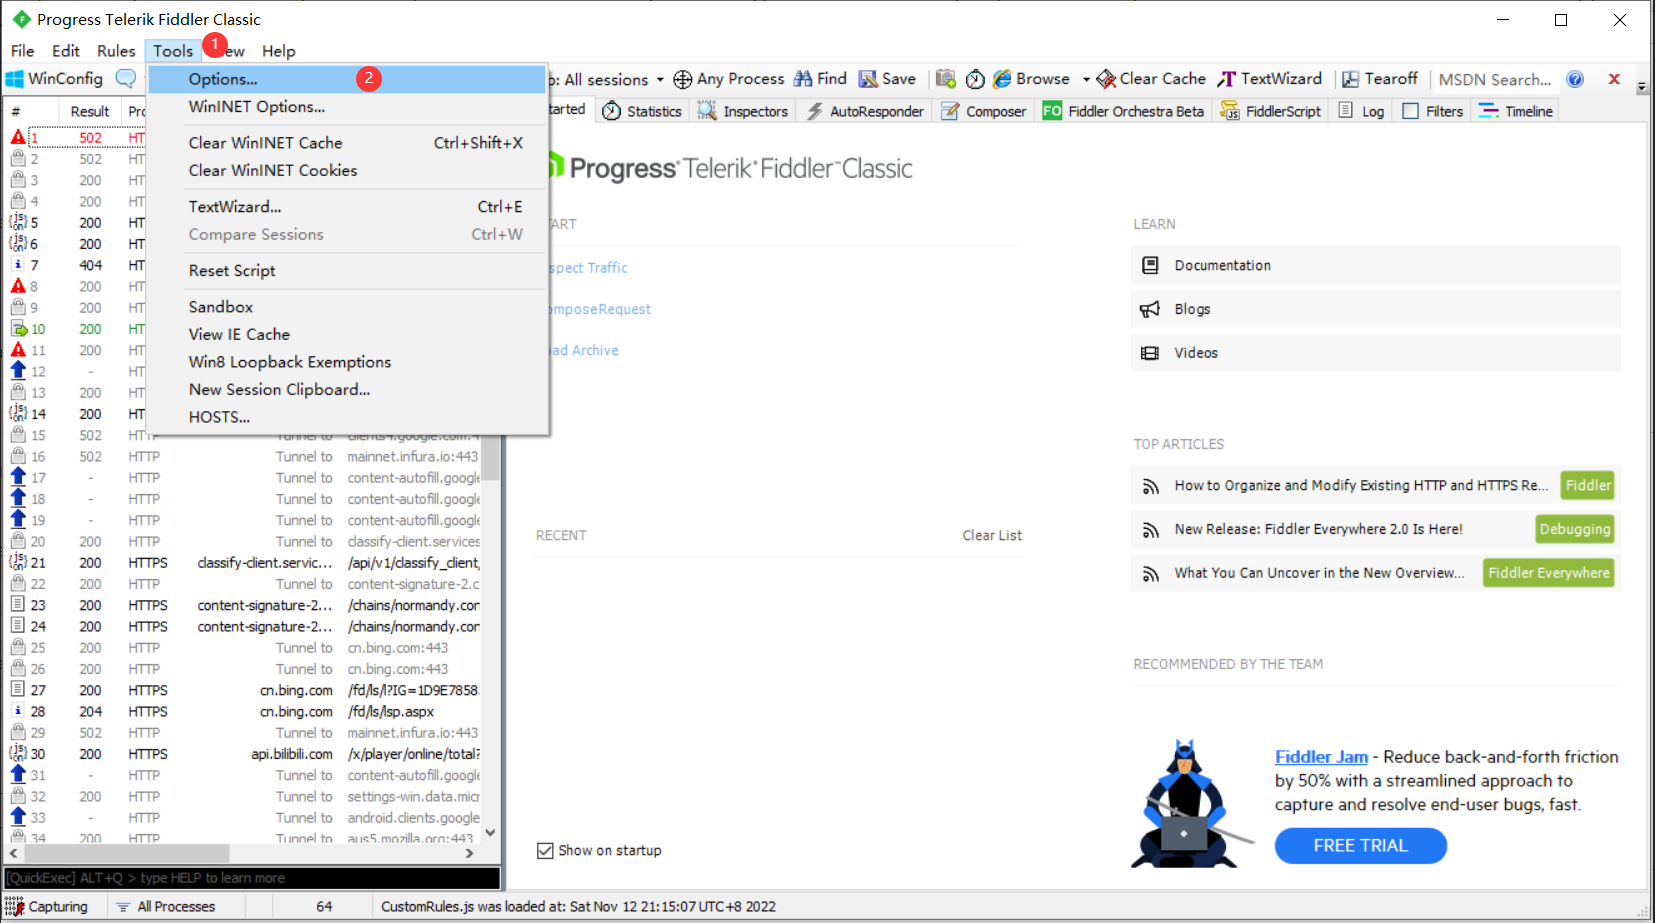 Progress Telerik Fiddler Classic
File Edit Rules Tools 1 ew Help
WinConfig Options... 2 : All sessions Any Process Find Save Browse Clear Cache TextWizard Tearoff MSDN Search...
WinINET Options...
Clear WinINET Cache Ctrl+Shift+X
Clear WinINET Cookies
TextWizard... Ctrl+E
Compare Sessions Ctrl+W
Reset Script
Sandbox
View IE Cache
Win8 Loopback Exemptions
New Session Clipboard...
HOSTS...
arted Statistics Inspectors AutoResponder Composer FO Fiddler Orchestra Beta FiddlerScript Log Filters Timeline
# Result Pro
1 502 HT
2 502 HT
3 200 HT
4 200 HT
5 200 HT
6 200 HT
7 404 HT
8 200 HT
9 200 HT
10 200 HT
11 200 HT
12 - HT
13 200 HT
14 200 HT
15 502 HTTP Tunnel to clients4.google.com:4
16 502 HTTP Tunnel to mainnet.infura.io:443
17 - HTTP Tunnel to content-autofill.google
18 - HTTP Tunnel to content-autofill.google
19 - HTTP Tunnel to content-autofill.google
20 200 HTTP Tunnel to classify-client.services
21 200 HTTPS classify-client.servic... /api/v1/classify_client,
22 200 HTTP Tunnel to content-signature-2.c
23 200 HTTPS content-signature-2... /chains/normandy.con
24 200 HTTPS content-signature-2... /chains/normandy.con
25 200 HTTP Tunnel to cn.bing.com:443
26 200 HTTP Tunnel to cn.bing.com:443
27 200 HTTPS cn.bing.com /fd/ls/l?IG=1D9E7858
28 204 HTTPS cn.bing.com /fd/ls/lsp.aspx
29 502 HTTP Tunnel to mainnet.infura.io:443
30 200 HTTPS api.bilibili.com /x/player/online/total?
31 - HTTP Tunnel to content-autofill.google
32 200 HTTP Tunnel to settings-win.data.micr
33 - HTTP Tunnel to android.clients.google
34 200 HTTP Tunnel to aus5.mozilla.org:443
Progress Telerik Fiddler Classic
ART
spect Traffic
ompose Request
ad Archive
RECENT Clear List
Show on startup
LEARN
Documentation
Blogs
Videos
TOP ARTICLES
How to Organize and Modify Existing HTTP and HTTPS Re... Fiddler
New Release: Fiddler Everywhere 2.0 Is Here! Debugging
What You Can Uncover in the New Overview... Fiddler Everywhere
RECOMMENDED BY THE TEAM
Fiddler Jam - Reduce back-and-forth friction
by 50% with a streamlined approach to
capture and resolve end-user bugs, fast.
FREE TRIAL
[QuickExec] ALT+Q > type HELP to learn more
Capturing All Processes 64 CustomRules.js was loaded at: Sat Nov 12 21:15:07 UTC+8 2022